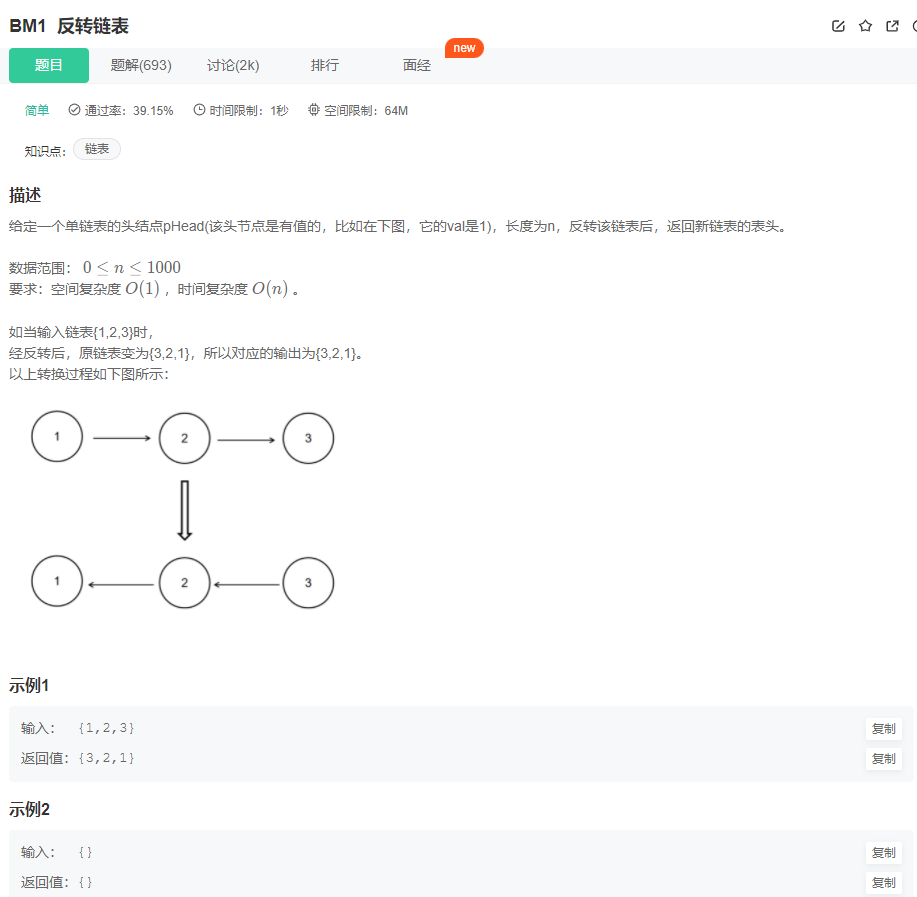 BM1 反转链表
new
题目 题解(693) 讨论(2k) 排行 面经
简单 通过率：39.15% 时间限制：1秒 空间限制：64M
知识点： 链表
描述
给定一个单链表的头结点pHead(该头节点是有值的，比如在下图，它的val是1)，长度为n，反转该链表后，返回新链表的表头。
数据范围： 0 ≤ n ≤ 1000
要求：空间复杂度 O(1) ，时间复杂度 O(n) 。
如当输入链表{1,2,3}时，
经反转后，原链表变为{3,2,1}，所以对应的输出为{3,2,1}。
以上转换过程如下图所示：
1 2 3
1 2 3
示例1
输入： {1,2,3} 复制
返回值：{3,2,1} 复制
示例2
输入： {} 复制
返回值：{} 复制